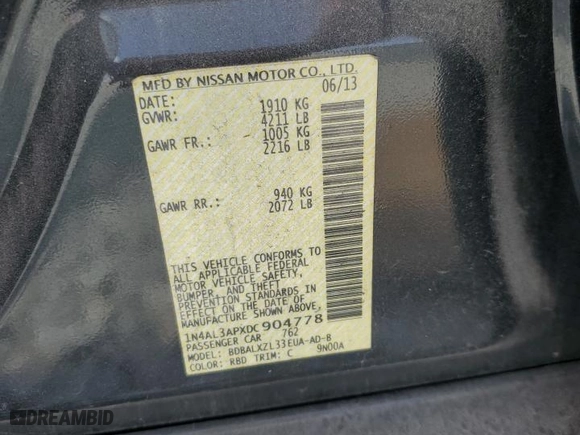 MFD BY NISSAN MOTOR CO., LTD.
DATE: 06/13
GVWR: 1910 KG
4211 LB
GAWR FR.: 1005 KG
2216 LB
GAWR RR.: 940 KG
2072 LB
THIS VEHICLE CONFORMS TO
ALL APPLICABLE FEDERAL
MOTOR VEHICLE SAFETY,
BUMPER, AND THEFT
PREVENTION STANDARDS IN
EFFECT ON THE DATE OF
MANUFACTURE SHOWN ABOVE.
1N4AL3APXDC904778
PASSENGER CAR 762
MODEL: BDBALXZL33EUA-AD-B
COLOR: RBD TRIM: C 9N00A
DREAMBID